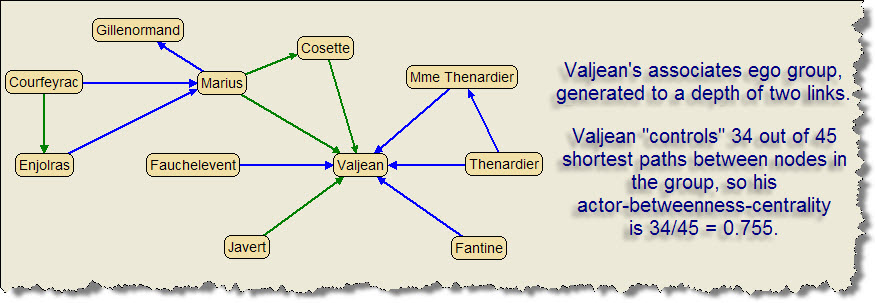 Gillenormand
Cosette
Courfeyrac
Marius
Mme Thenardier
Enjolras
Fauchelevent
Valjean
Thenardier
Javert
Fantine
Valjean's associates ego group,
generated to a depth of two links.
Valjean "controls" 34 out of 45
shortest paths between nodes in
the group, so his
actor-betweenness-centrality
is 34/45 = 0.755.